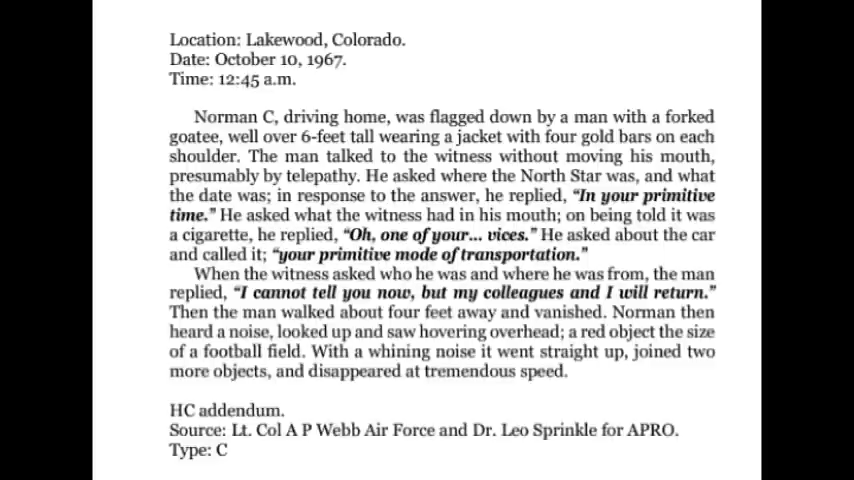 Location: Lakewood, Colorado.
Date: October 10, 1967.
Time: 12:45 a.m.
Norman C, driving home, was flagged down by a man with a forked
goatee, well over 6-feet tall wearing a jacket with four gold bars on each
shoulder. The man talked to the witness without moving his mouth,
presumably by telepathy. He asked where the North Star was, and what
the date was; in response to the answer, he replied, “In your primitive
time.” He asked what the witness had in his mouth; on being told it was
a cigarette, he replied, “Oh, one of your... vices.” He asked about the car
and called it; “your primitive mode of transportation.”
When the witness asked who he was and where he was from, the man
replied, “I cannot tell you now, but my colleagues and I will return.”
Then the man walked about four feet away and vanished. Norman then
heard a noise, looked up and saw hovering overhead; a red object the size
of a football field. With a whining noise it went straight up, joined two
more objects, and disappeared at tremendous speed.
HC addendum.
Source: Lt. Col A P Webb Air Force and Dr. Leo Sprinkle for APRO.
Type: C